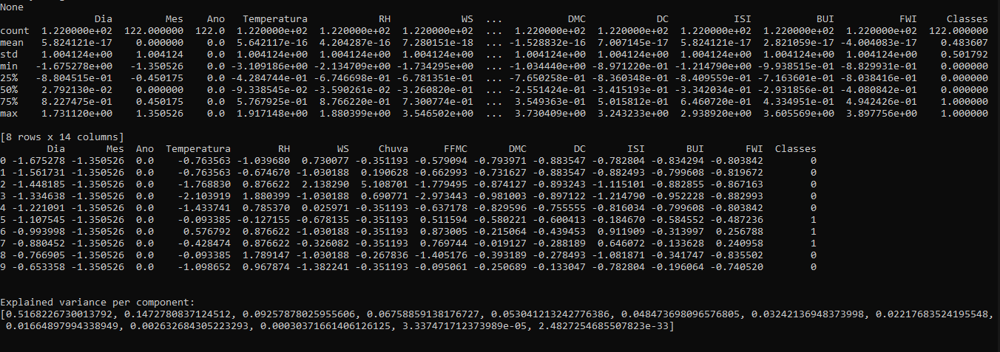 None
Dia Mes Ano Temperatura RH WS ... DMC DC ISI BUI FWI Classes
count 1.220000e+02 122.000000 122.0 1.220000e+02 1.220000e+02 1.220000e+02 ... 1.220000e+02 1.220000e+02 1.220000e+02 1.220000e+02 1.220000e+02 122.000000
mean 5.824121e-17 0.000000 0.0 5.642117e-16 4.204287e-16 7.280151e-18 ... -1.528832e-16 7.007145e-17 5.824121e-17 2.821059e-17 -4.004083e-17 0.483607
std 1.004124e+00 1.004124 0.0 1.004124e+00 1.004124e+00 1.004124e+00 ... 1.004124e+00 1.004124e+00 1.004124e+00 1.004124e+00 1.004124e+00 0.501792
min -1.675278e+00 -1.350526 0.0 -3.109186e+00 -2.134709e+00 -1.734295e+00 ... -1.034440e+00 -8.971220e-01 -1.214790e+00 -9.938515e-01 -8.829931e-01 0.000000
25% -8.804515e-01 -0.450175 0.0 -4.284744e-01 -6.746698e-01 -6.781351e-01 ... -7.650258e-01 -8.360348e-01 -8.409559e-01 -7.163601e-01 -8.038416e-01 0.000000
50% 2.792130e-02 0.000000 0.0 -9.338545e-02 -3.590261e-02 -3.260820e-01 ... -2.551424e-01 -3.415193e-01 -3.342034e-01 -2.931856e-01 -4.080842e-01 0.000000
75% 8.227475e-01 0.450175 0.0 5.767925e-01 8.766220e-01 7.300774e-01 ... 3.549363e-01 5.015812e-01 6.460720e-01 4.334951e-01 4.942426e-01 1.000000
max 1.731120e+00 1.350526 0.0 1.917148e+00 1.880399e+00 3.546502e+00 ... 3.730409e+00 3.243233e+00 2.938920e+00 3.605569e+00 3.897756e+00 1.000000
[8 rows x 14 columns]
Dia Mes Ano Temperatura RH WS Chuva FFMC DMC DC ISI BUI FWI Classes
0 -1.675278 -1.350526 0.0 -0.763563 -1.039680 0.730077 -0.351193 -0.579094 -0.793971 -0.883547 -0.782804 -0.834294 -0.803842 0
1 -1.561731 -1.350526 0.0 -0.763563 -0.674670 -1.030188 0.190628 -0.662993 -0.731627 -0.883547 -0.882493 -0.799608 -0.819672 0
2 -1.448185 -1.350526 0.0 -1.768830 0.876622 2.138290 5.108701 -1.779495 -0.874127 -0.893243 -1.115101 -0.882855 -0.867163 0
3 -1.334638 -1.350526 0.0 -2.103919 1.880399 -1.030188 0.690771 -2.973443 -0.981003 -0.897122 -1.214790 -0.952228 -0.882993 0
4 -1.221091 -1.350526 0.0 -1.433741 0.785370 0.025971 -0.351193 -0.637178 -0.829596 -0.755555 -0.816034 -0.799608 -0.803842 0
5 -1.107545 -1.350526 0.0 -0.093385 -0.127155 -0.678135 -0.351193 0.511594 -0.580221 -0.600413 -0.184670 -0.584552 -0.487236 1
6 -0.993998 -1.350526 0.0 0.576792 0.876622 -1.030188 -0.351193 0.873005 -0.215064 -0.439453 0.911909 -0.313997 0.256788 1
7 -0.880452 -1.350526 0.0 -0.428474 0.876622 -0.326082 -0.351193 0.769744 -0.019127 -0.288189 0.646072 -0.133628 0.240958 1
8 -0.766905 -1.350526 0.0 -0.093385 1.789147 -1.030188 -0.267836 -1.405176 -0.393189 -0.278493 -1.081871 -0.341747 -0.835502 0
9 -0.653358 -1.350526 0.0 -1.098652 0.967874 -1.382241 -0.351193 -0.095061 -0.250689 -0.133047 -0.782804 -0.196064 -0.740520 0
Explained variance per component:
[0.5168226730013792, 0.1472780837124512, 0.09257878025955606, 0.06758859138176727, 0.053041213242776386, 0.048473698096576805, 0.03242136948373998, 0.02217683524195548,
0.01664897994338949, 0.002632684305223293, 0.00030371661406126125, 3.337471712373989e-05, 2.4827254685507823e-33]